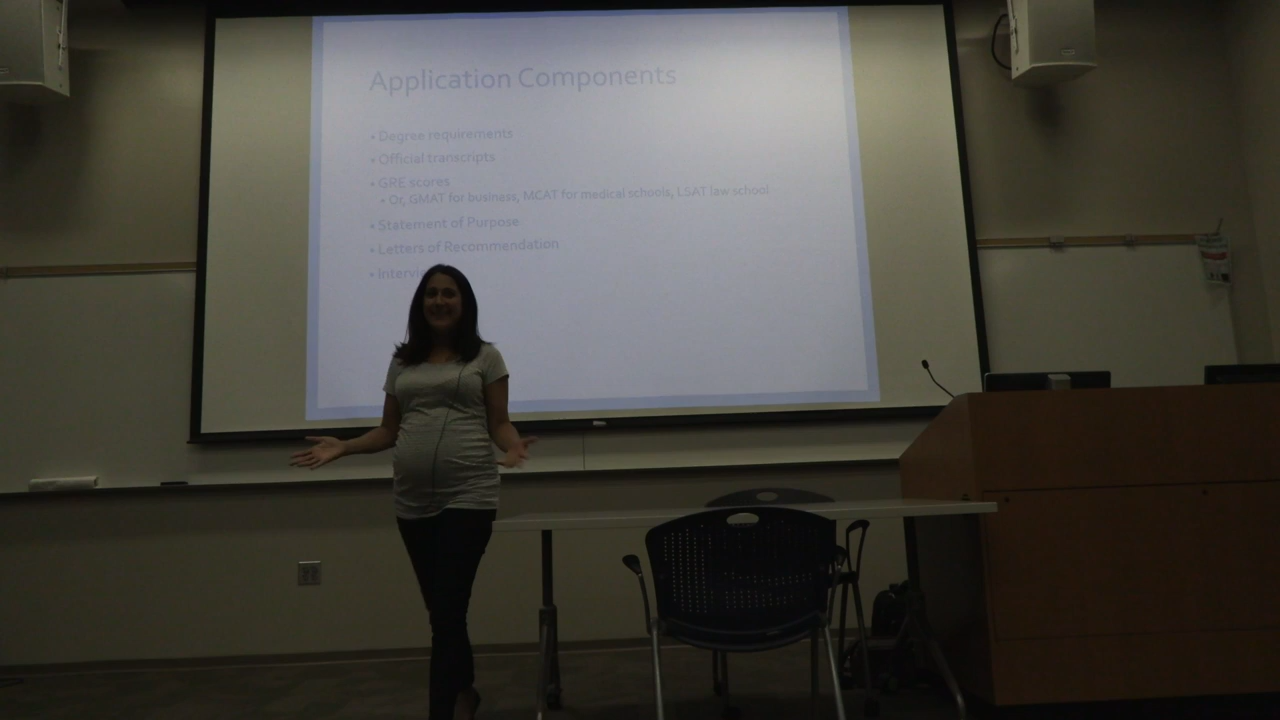 Application Components
▪ Degree requirements
▪ Official transcripts
▪ GRE scores
▪ Or, GMAT for business, MCAT for medical schools, LSAT law school
▪ Statement of Purpose
▪ Letters of Recommendation